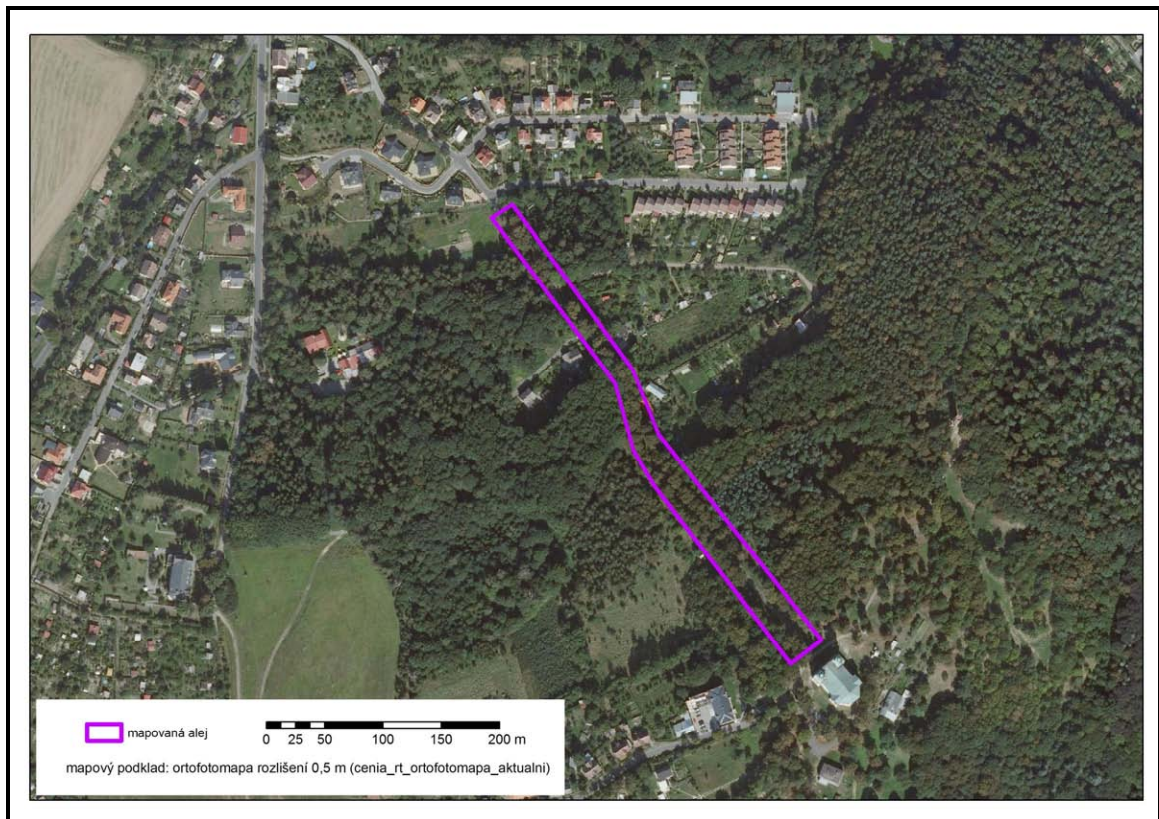 mapovaná alej
0 25 50 100 150 200 m
mapový podklad: ortofotomapa rozlišení 0,5 m (cenia_rt_ortofotomapa_aktualni)